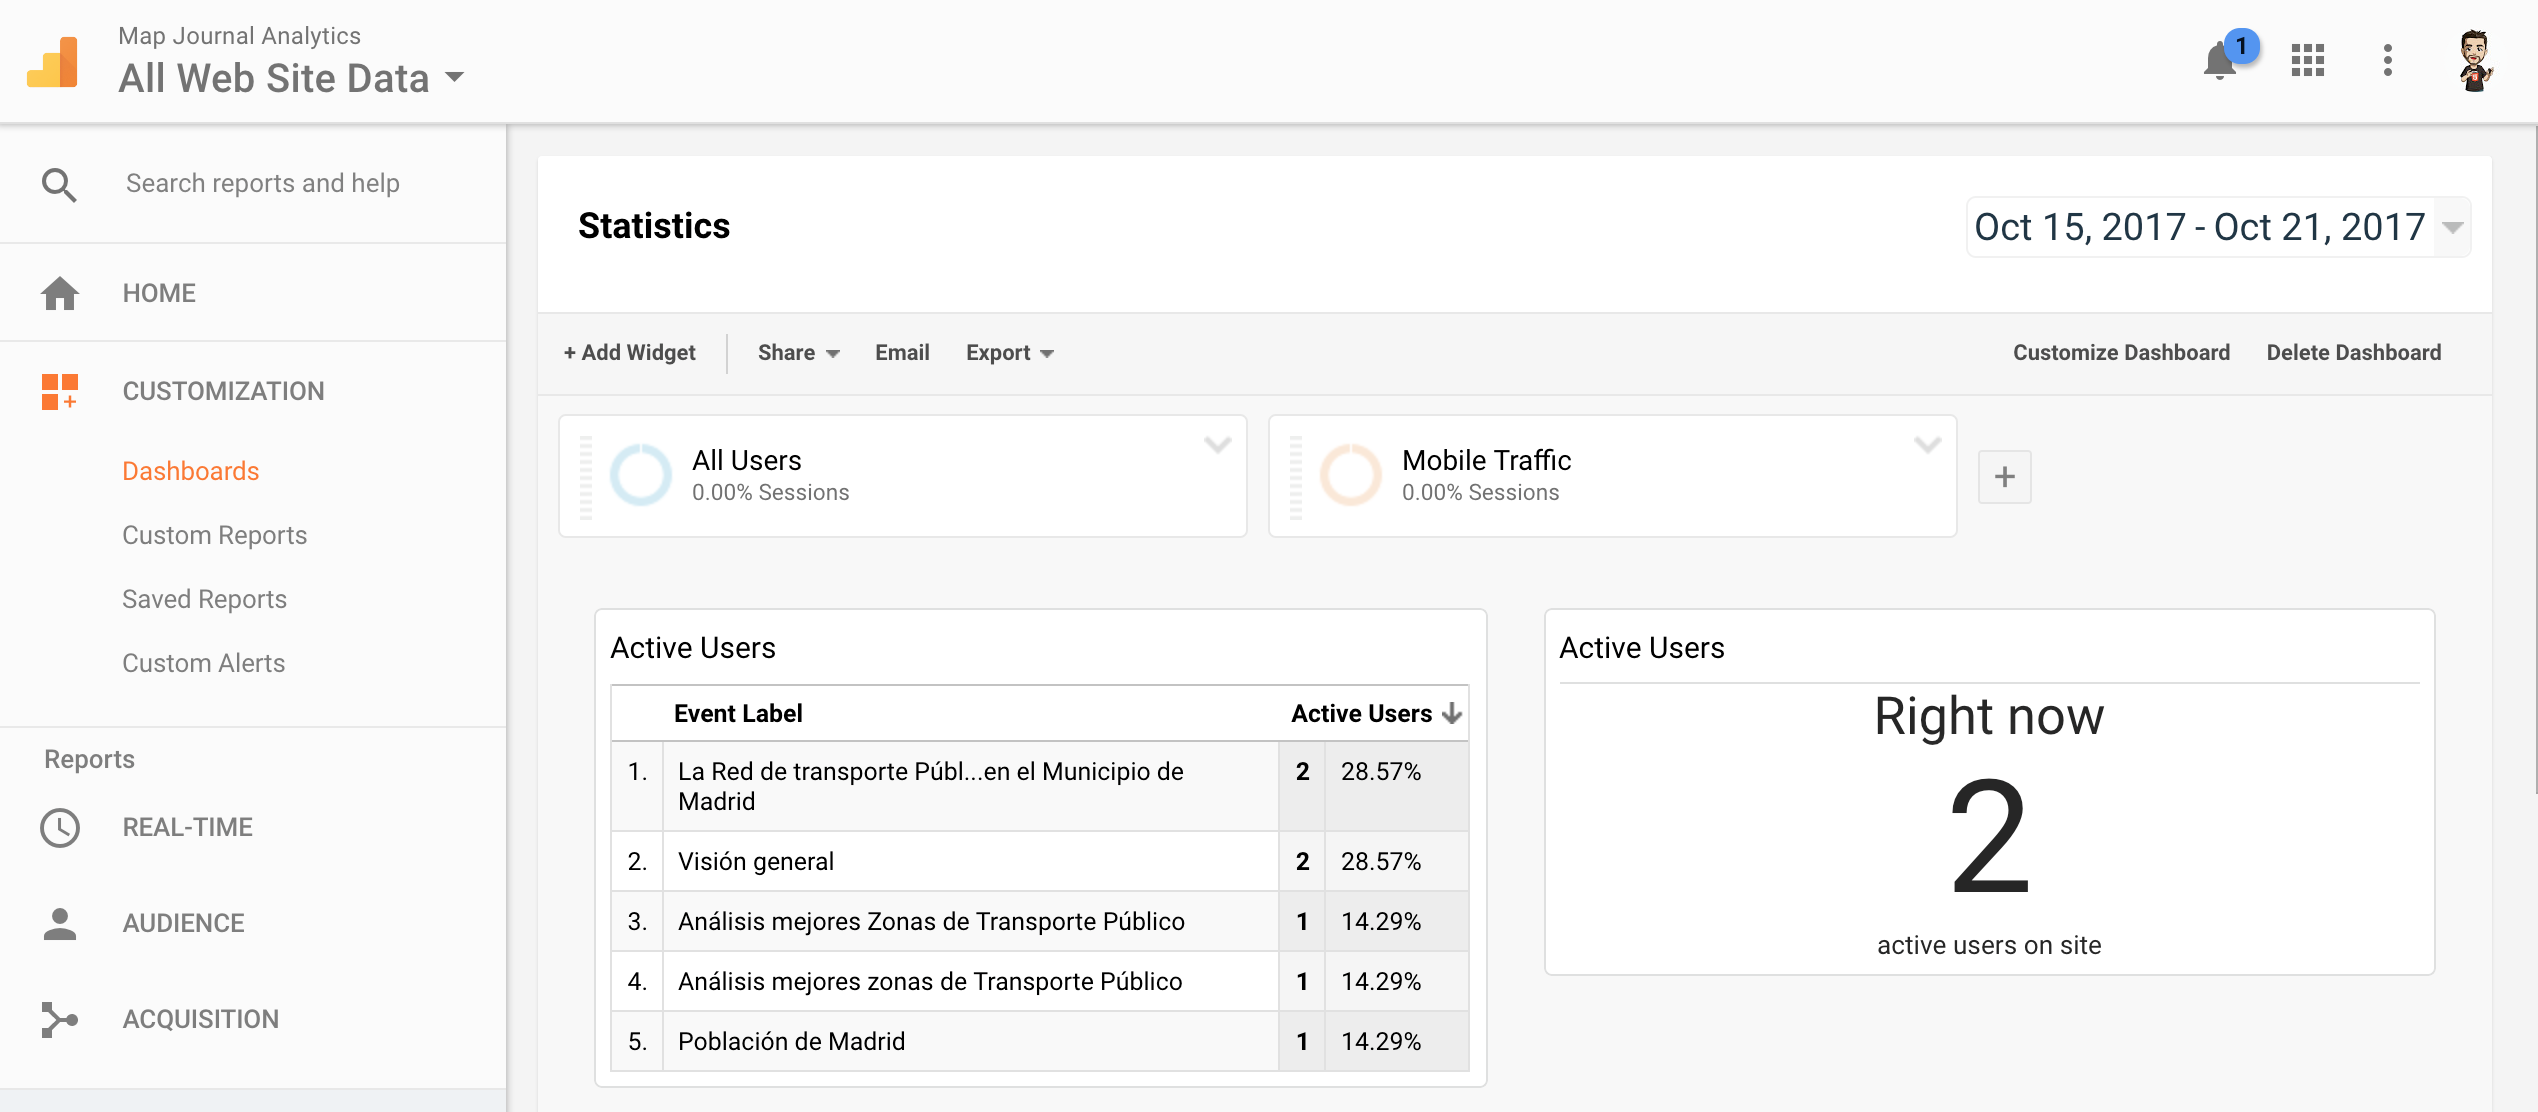 Map Journal Analytics
All Web Site Data
1
Search reports and help
HOME
CUSTOMIZATION
Dashboards
Custom Reports
Saved Reports
Custom Alerts
Reports
REAL-TIME
AUDIENCE
ACQUISITION
Statistics
Oct 15, 2017 - Oct 21, 2017
+ Add Widget
Share
Email
Export
Customize Dashboard
Delete Dashboard
All Users
0.00% Sessions
Mobile Traffic
0.00% Sessions
+
Active Users
Event Label Active Users
1. La Red de transporte Públ...en el Municipio de
Madrid 2 28.57%
2. Visión general 2 28.57%
3. Análisis mejores Zonas de Transporte Público 1 14.29%
4. Análisis mejores zonas de Transporte Público 1 14.29%
5. Población de Madrid 1 14.29%
Active Users
Right now
2
active users on site